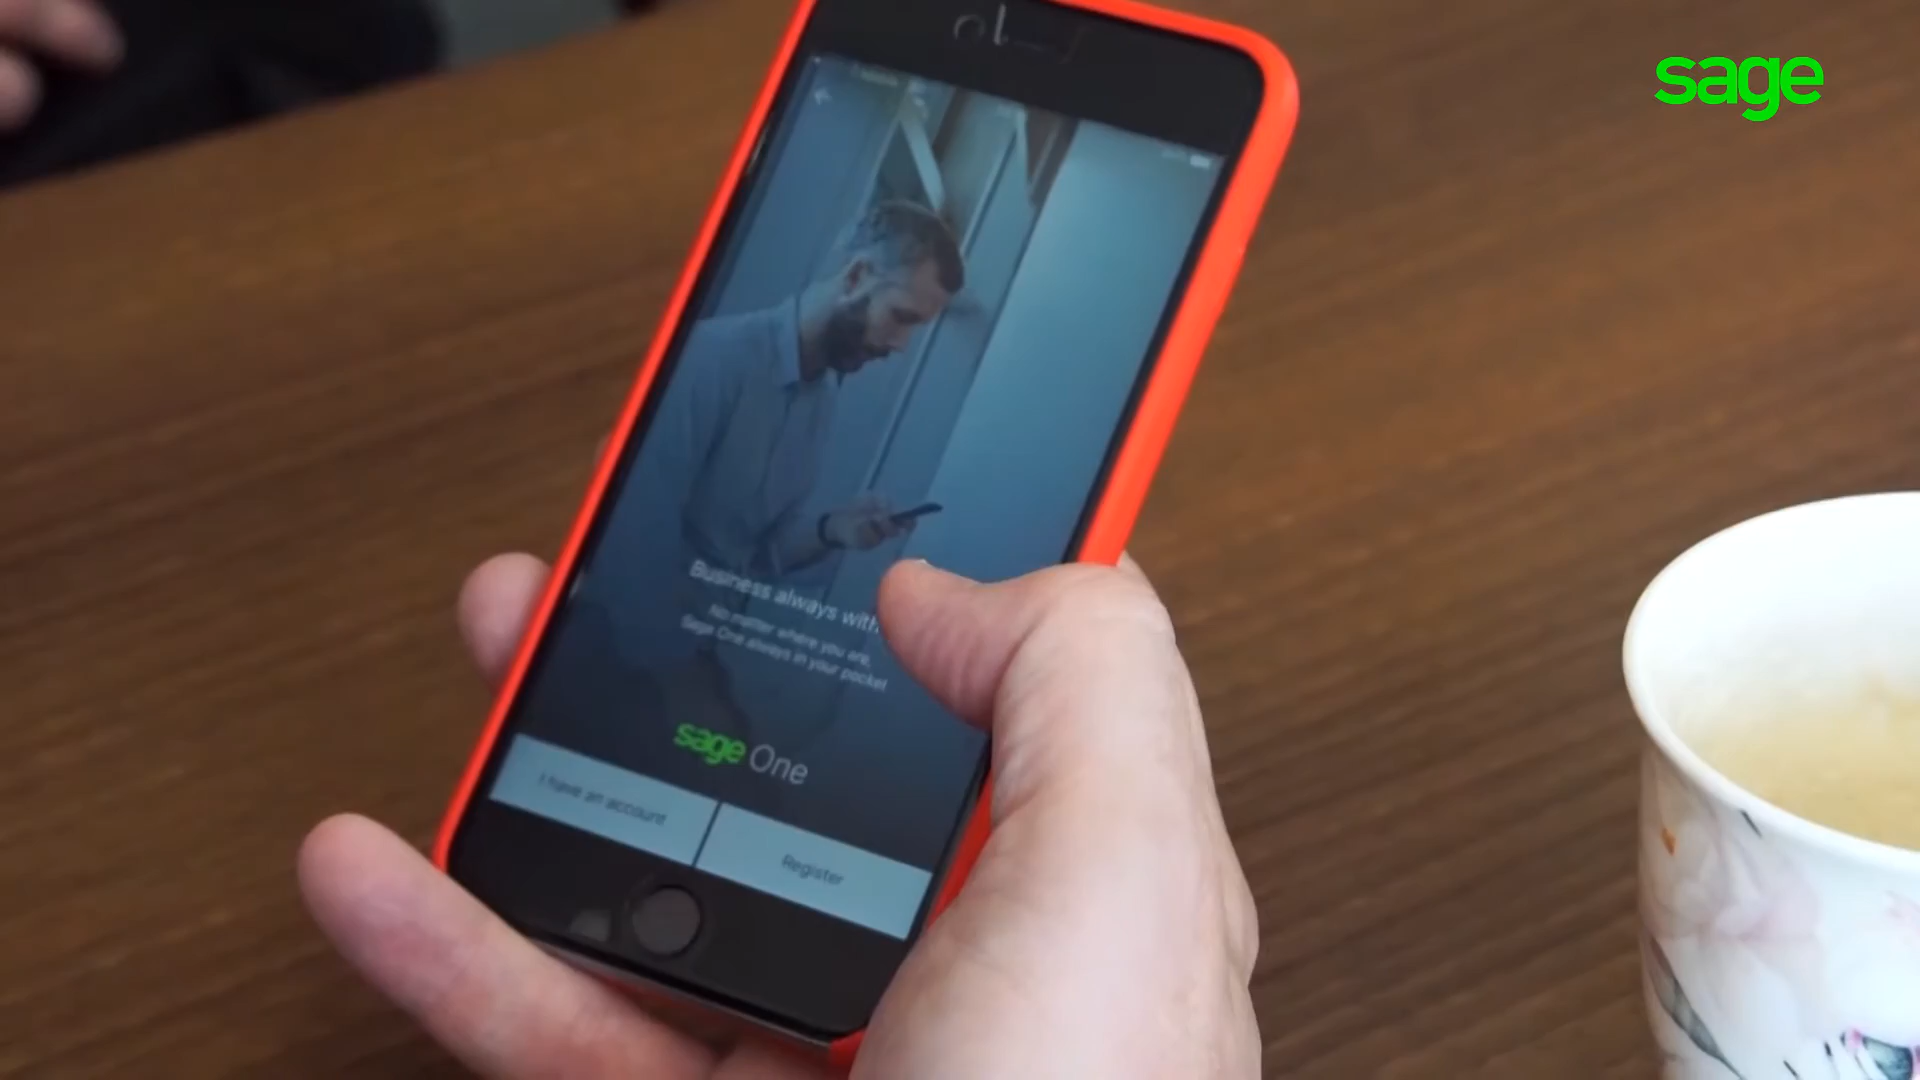 sage
Business always with
No matter where you are,
Sage One always in your pocket
sage One
I have an account
Register